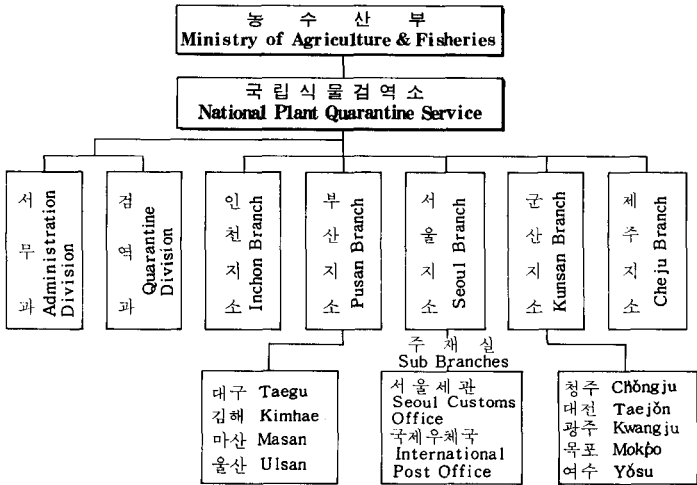 농 수 산 부
Ministry of Agriculture & Fisheries
국립식물검역소
National Plant Quarantine Service
서무과
Administration
Division
검역과
Quarantine
Division
인천지소
Inchon Branch
부산지소
Pusan Branch
서울지소
Seoul Branch
군산지소
Kunsan Branch
제주지소
Cheju Branch
주 재 실
Sub Branches
대구 Taegu
김해 Kimhae
마산 Masan
울산 Ulsan
서울세관
Seoul Customs
Office
국제우체국
International
Post Office
청주 Chŏngju
대전 Taejŏn
광주 Kwangju
목포 Mokṕo
여수 Yŏsu